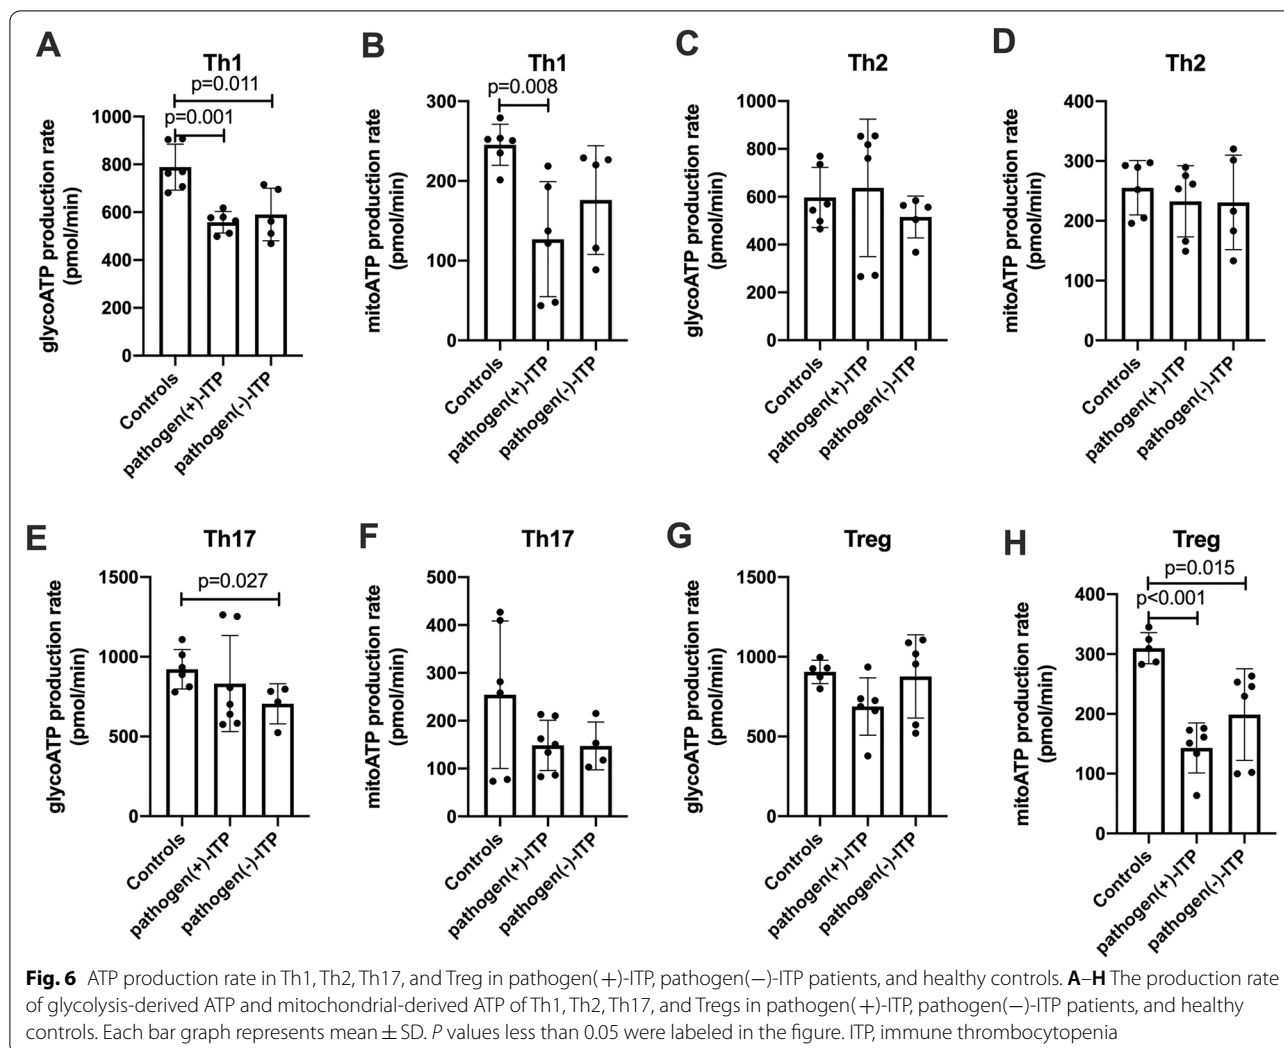 A
Th1
p=0.011
p=0.001
glycoATP production rate
(pmol/min)
1000
800
600
400
200
0
Controls
pathogen(+)-ITP
pathogen(-)-ITP
B
Th1
p=0.008
mitoATP production rate
(pmol/min)
300
200
100
0
Controls
pathogen(+)-ITP
pathogen(-)-ITP
C
Th2
glycoATP production rate
(pmol/min)
1000
800
600
400
200
0
Controls
pathogen(+)-ITP
pathogen(-)-ITP
D
Th2
mitoATP production rate
(pmol/min)
400
300
200
100
0
Controls
pathogen(+)-ITP
pathogen(-)-ITP
E
Th17
p=0.027
glycoATP production rate
(pmol/min)
1500
1000
500
0
Controls
pathogen(+)-ITP
pathogen(-)-ITP
F
Th17
mitoATP production rate
(pmol/min)
500
400
300
200
100
0
Controls
pathogen(+)-ITP
pathogen(-)-ITP
G
Treg
glycoATP production rate
(pmol/min)
1500
1000
500
0
Controls
pathogen(+)-ITP
pathogen(-)-ITP
H
Treg
p=0.015
p<0.001
mitoATP production rate
(pmol/min)
400
300
200
100
0
Controls
pathogen(+)-ITP
pathogen(-)-ITP
Fig. 6 ATP production rate in Th1, Th2, Th17, and Treg in pathogen(+)-ITP, pathogen(−)-ITP patients, and healthy controls. A–H The production rate
of glycolysis-derived ATP and mitochondrial-derived ATP of Th1, Th2, Th17, and Tregs in pathogen(+)-ITP, pathogen(−)-ITP patients, and healthy
controls. Each bar graph represents mean ± SD. P values less than 0.05 were labeled in the figure. ITP, immune thrombocytopenia